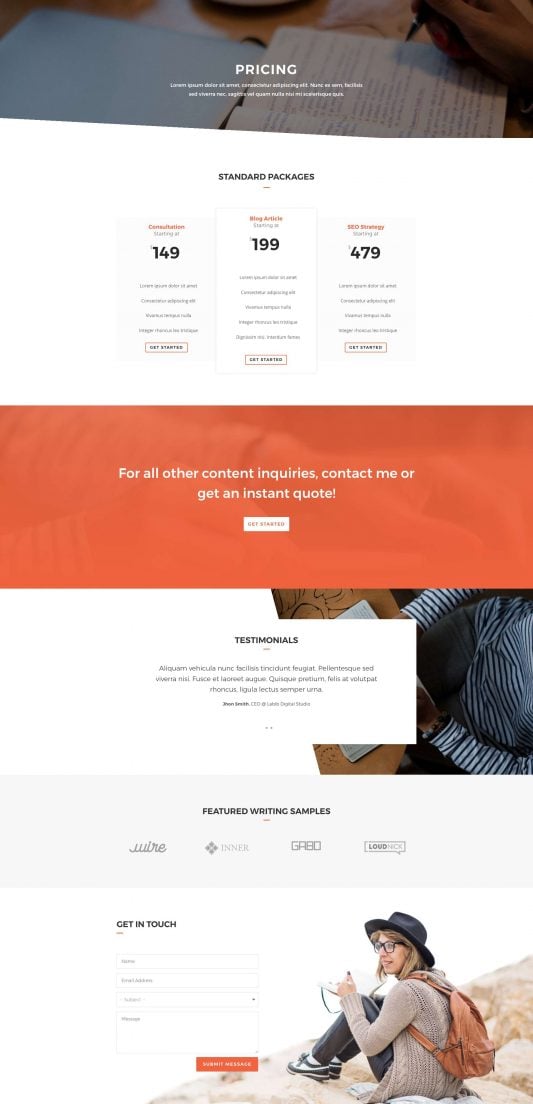 PRICING
Lorem ipsum dolor sit amet, consectetur adipiscing elit. Nunc ex sem, facilisis
sed viverra nec, sagittis vel quam nulla nisi mi scelerisque quis.
STANDARD PACKAGES
Consultation
Starting at
$149
Lorem ipsum dolor sit amet
Consectetur adipiscing elit
Vivamus tempus nulla
Integer rhoncus leo tristique
GET STARTED
Blog Article
Starting at
$199
Lorem ipsum dolor sit amet
Consectetur adipiscing elit
Vivamus tempus nulla
Integer rhoncus leo tristique
Dignissim nisi. Interdum fames
GET STARTED
SEO Strategy
Starting at
$479
Lorem ipsum dolor sit amet
Consectetur adipiscing elit
Vivamus tempus nulla
Integer rhoncus leo tristique
GET STARTED
For all other content inquiries, contact me or
get an instant quote!
GET STARTED
TESTIMONIALS
Aliquam vehicula nunc facilisis tincidunt feugiat. Pellentesque sed
viverra nisi. Fusce et laoreet augue. Quisque pretium, felis at volutpat
rhoncus, ligula lectus semper urna.
Jhon Smith, CEO @ Lablo Digital Studio
FEATURED WRITING SAMPLES
wire
INNER
GABO
LOUDNICK
GET IN TOUCH
Name
Email Address
- Subject -
Message
SUBMIT MESSAGE